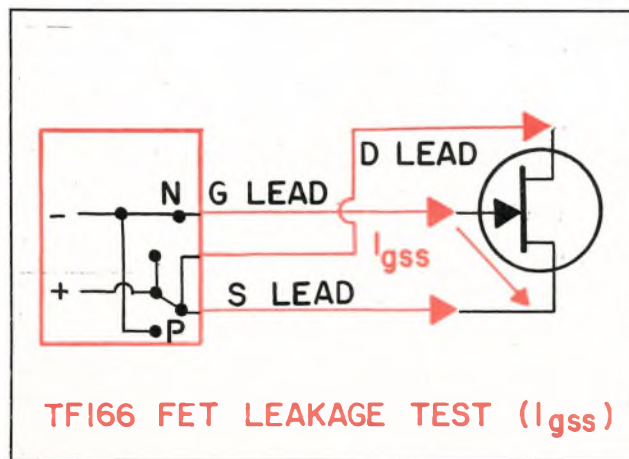 D LEAD
N G LEAD
-
Igss
+
S LEAD
P
TF166 FET LEAKAGE TEST (Igss)